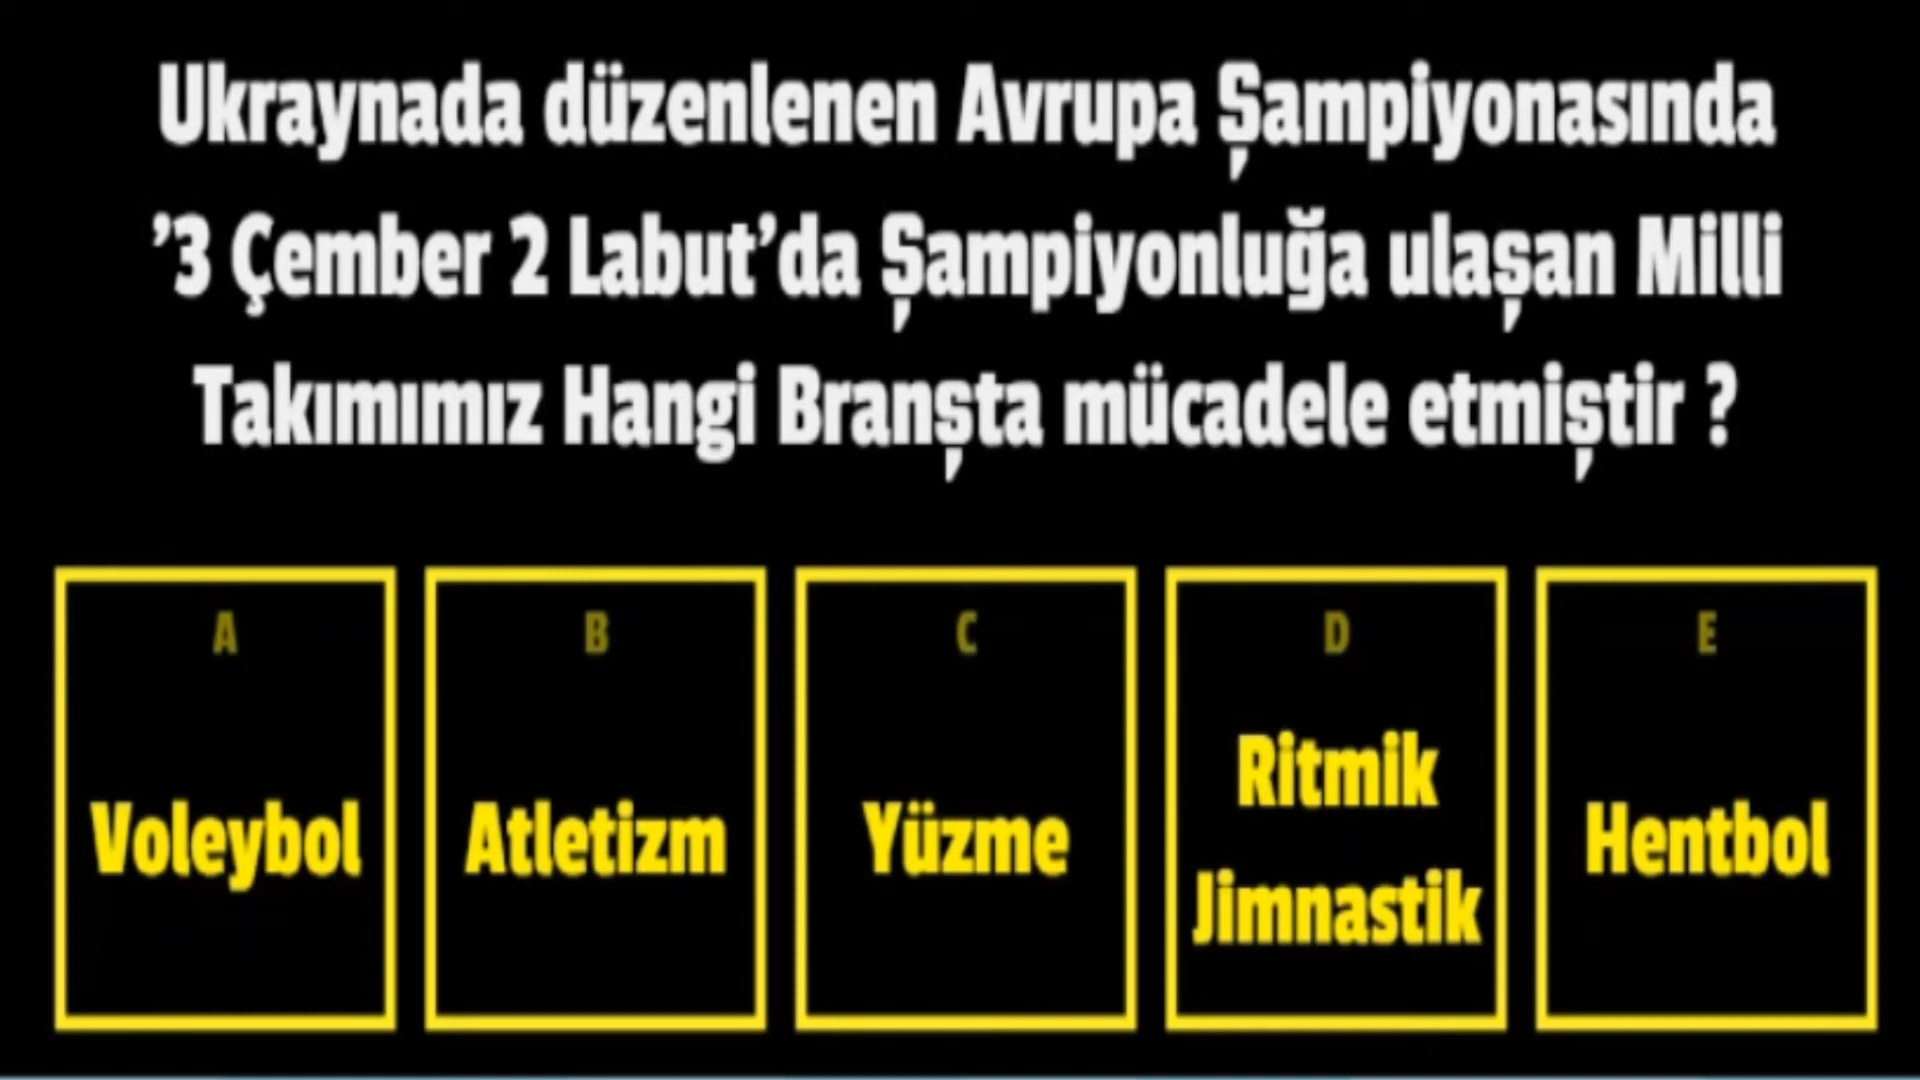 Ukraynada düzenlenen Avrupa Şampiyonasında
’3 Çember 2 Labut’da Şampiyonluğa ulaşan Milli
Takımımız Hangi Branşta mücadele etmiştir ?
A
Voleybol
B
Atletizm
C
Yüzme
D
Ritmik
Jimnastik
E
Hentbol